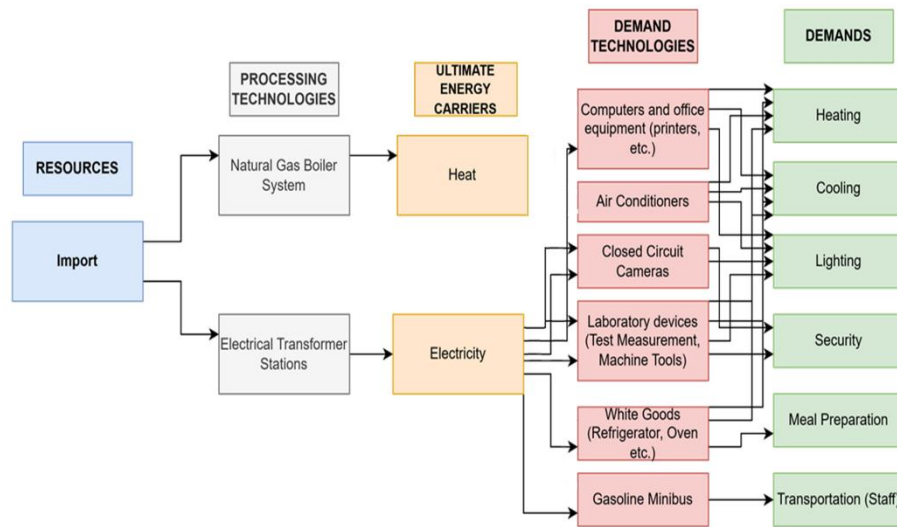 RESOURCES
Import
PROCESSING
TECHNOLOGIES
Natural Gas Boiler
System
Electrical Transformer
Stations
ULTIMATE
ENERGY
CARRIERS
Heat
Electricity
DEMAND
TECHNOLOGIES
Computers and office
equipment (printers,
etc.)
Air Conditioners
Closed Circuit
Cameras
Laboratory devices
(Test Measurement,
Machine Tools)
White Goods
(Refrigerator, Oven
etc.)
Gasoline Minibus
DEMANDS
Heating
Cooling
Lighting
Security
Meal Preparation
Transportation (Staff)